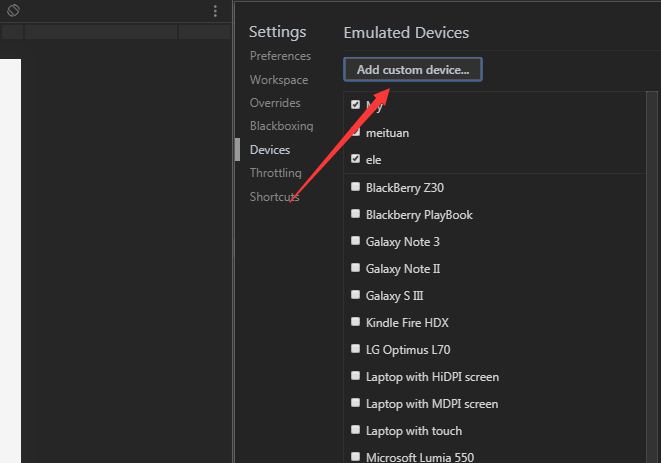 Settings
Preferences
Workspace
Overrides
Blackboxing
Devices
Throttling
Shortcuts
Emulated Devices
Add custom device...
My
meituan
ele
BlackBerry Z30
Blackberry PlayBook
Galaxy Note 3
Galaxy Note II
Galaxy S III
Kindle Fire HDX
LG Optimus L70
Laptop with HiDPI screen
Laptop with MDPI screen
Laptop with touch
Microsoft Lumia 550